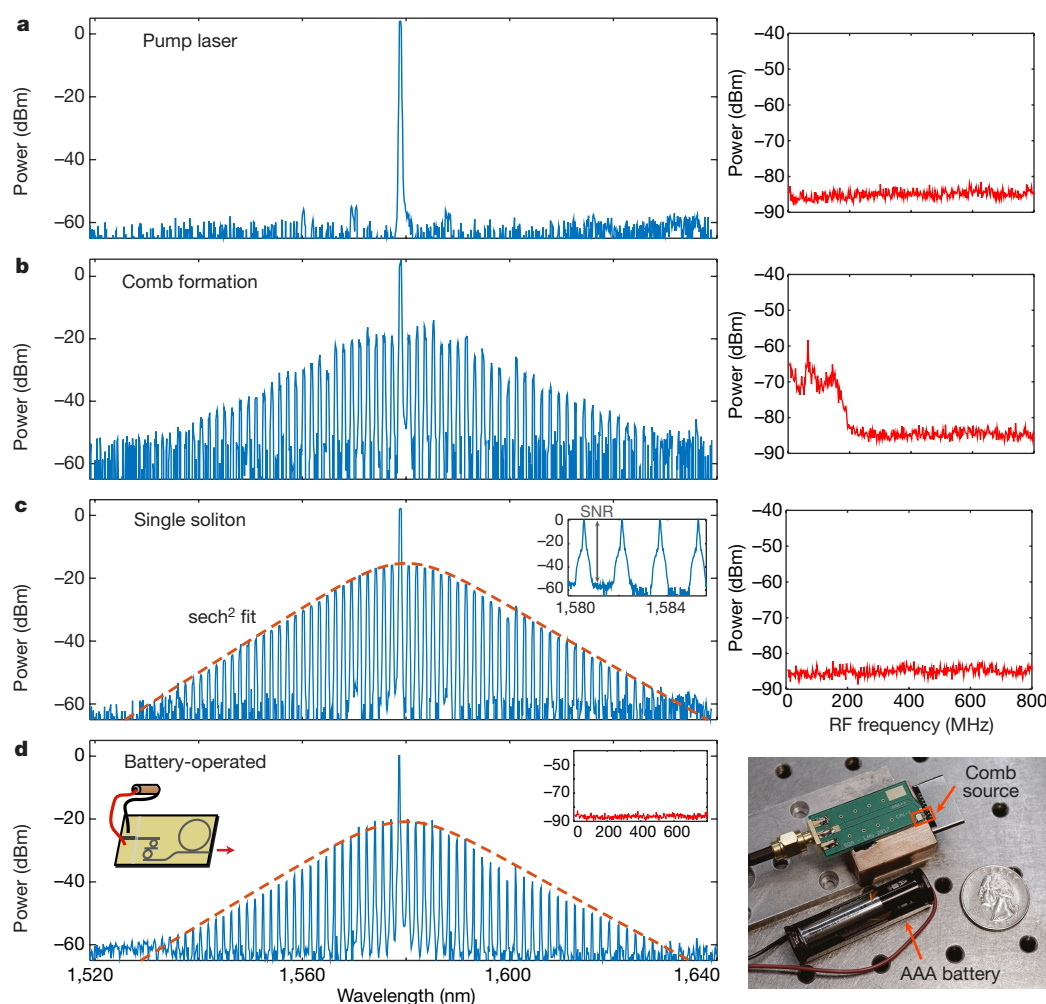 a
Pump laser
Power (dBm)
0
−20
−40
−60
Power (dBm)
−40
−50
−60
−70
−80
−90
b
Comb formation
Power (dBm)
0
−20
−40
−60
Power (dBm)
−40
−50
−60
−70
−80
−90
c
Single soliton
Power (dBm)
0
−20
−40
−60
sech² fit
SNR
0
−20
−40
−60
1,580 1,584
Power (dBm)
−40
−50
−60
−70
−80
−90
0 200 400 600 800
RF frequency (MHz)
d
Battery-operated
Power (dBm)
0
−20
−40
−60
−50
−70
−90
0 200 400 600
1,520 1,560 1,600 1,640
Wavelength (nm)
Comb
source
AAA battery